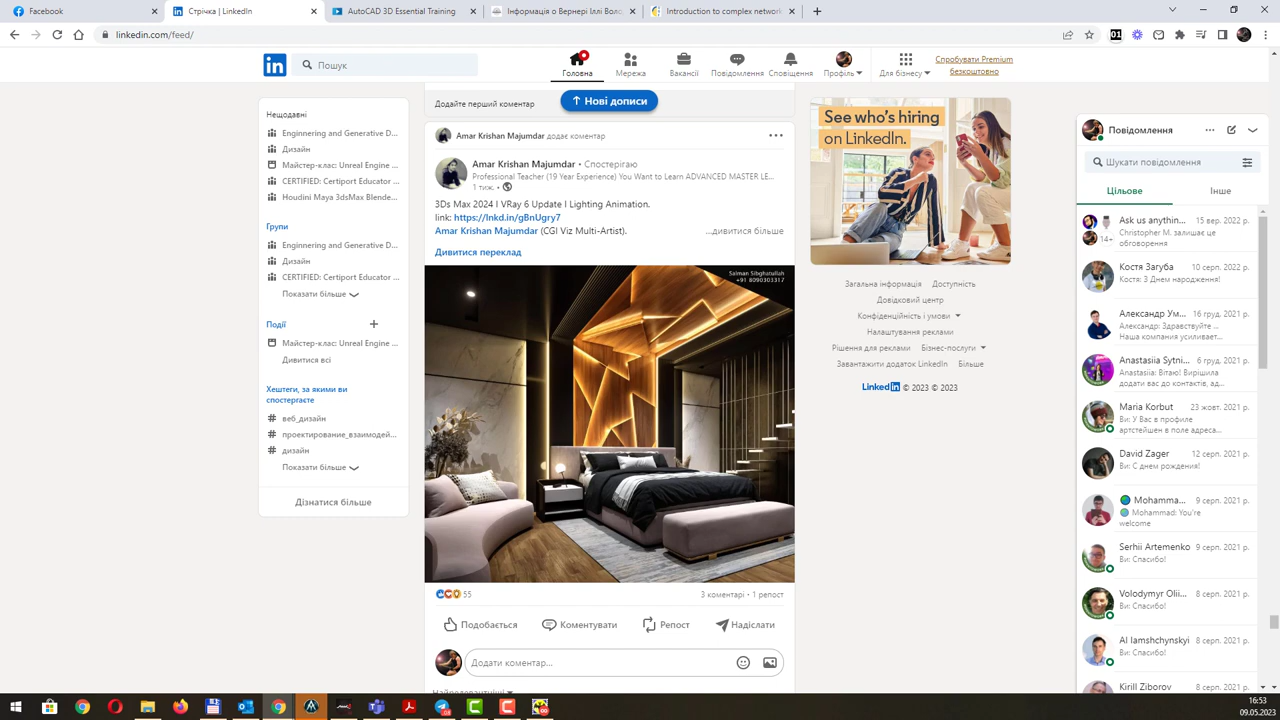 Facebook
Стрічка | LinkedIn
AutoCAD 3D Essential Training
Інформація о Вернері Іллі Волод
Introduction to complex network
linkedin.com/feed/
Пошук
Головна
Мережа
Вакансії
Повідомлення
Сповіщення
Профіль
Для бізнесу
Спробувати Premium
безкоштовно
Нещодавні
Enginnering and Generative D...
Дизайн
Майстер-клас: Unreal Engine ...
CERTIFIED: Certiport Educator ...
Houdini Maya 3dsMax Blende...
Групи
Enginnering and Generative D...
Дизайн
CERTIFIED: Certiport Educator ...
Показати більше
Події
Майстер-клас: Unreal Engine ...
Дивитися всі
Хештеги, за якими ви
спостерігаєте
# веб_дизайн
# проектирование_взаимодей...
# дизайн
Показати більше
Дізнатися більше
Додайте перший коментар
Нові дописи
Amar Krishan Majumdar додає коментар
Amar Krishan Majumdar • Спостерігаю
Professional Teacher (19 Year Experience) You Want to Learn ADVANCED MASTER LE...
1 тиж. •
3Ds Max 2024 I VRay 6 Update I Lighting Animation.
link: https://lnkd.in/gBnUgry7
Amar Krishan Majumdar (CGI Viz Multi-Artist).
...дивитися більше
Дивитися переклад
Salman Sibghatullah
+91 8090303317
55
3 коментарі • 1 репост
Подобається
Коментувати
Репост
Надіслати
Додати коментар...
Найрелевантніші
See who's hiring
on LinkedIn.
Загальна інформація
Доступність
Довідковий центр
Конфіденційність і умови
Налаштування реклами
Рішення для реклами
Бізнес-послуги
Завантажити додаток LinkedIn
Більше
Linked in © 2023 © 2023
Повідомлення
Шукати повідомлення
Цільове
Інше
Ask us anythin... 15 вер. 2022 р.
Christopher M. залишає це
обговорення
14+
Костя Загуба 10 серп. 2022 р.
Костя: З Днем народження!
Александр Ум... 16 груд. 2021 р.
Александр: Здравствуйте ...
Наша компания усиливает...
Anastasiia Sytni... 6 груд. 2021 р.
Anastasiia: Вітаю! Вирішила
додати вас до контактів, ад...
Maria Korbut 23 жовт. 2021 р.
Ви: У Вас в профиле
артстейшен в поле адреса...
David Zager 12 серп. 2021 р.
Ви: С днем рождения!
Mohamma... 9 серп. 2021 р.
Mohammad: You're
welcome
Serhii Artemenko 9 серп. 2021 р.
Ви: Спасибо!
Volodymyr Olii... 8 серп. 2021 р.
Ви: Спасибо!
Al Iamshchynskyi 8 серп. 2021 р.
Ви: Спасибо!
Kirill Ziborov 8 серп. 2021 р.
16:53
09.05.2023